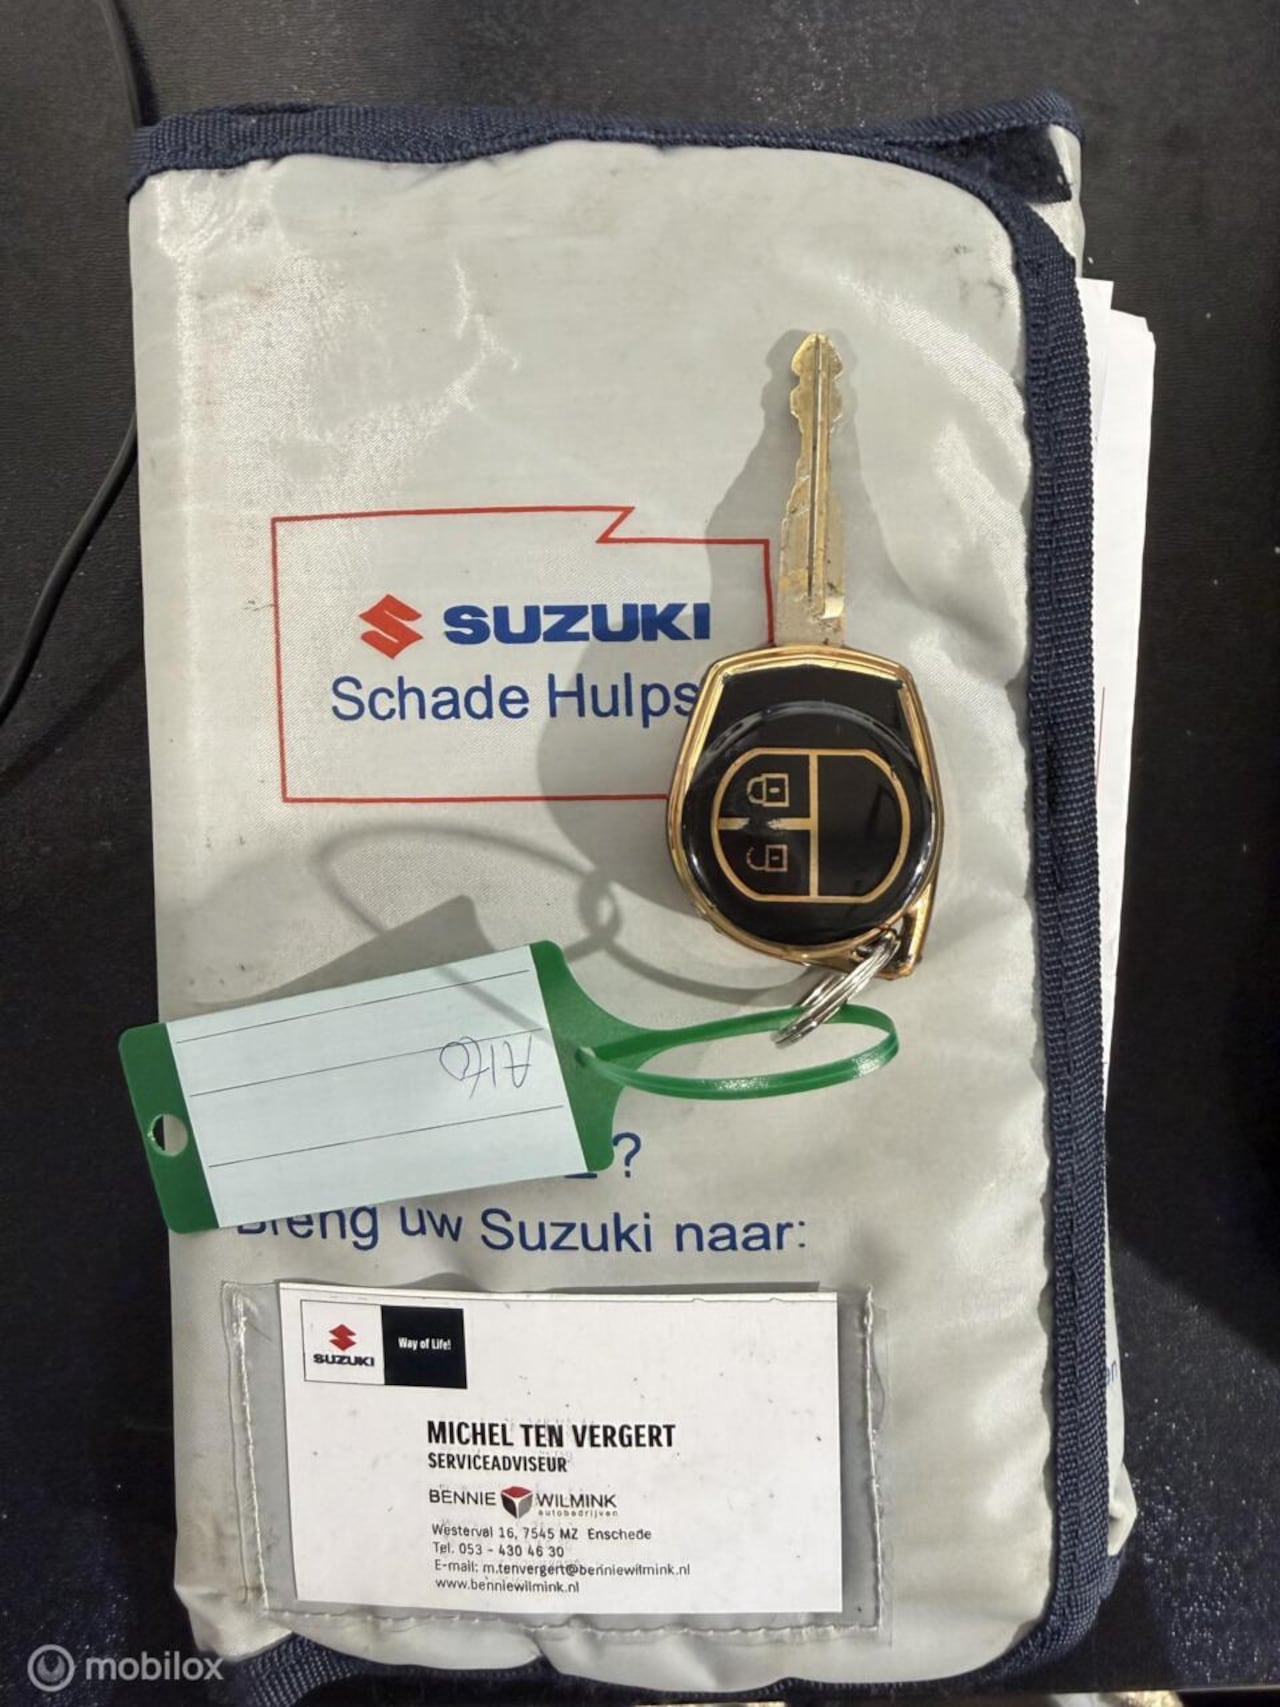 SUZUKI
Schade Hulps
Alto
?
Breng uw Suzuki naar:
SUZUKI
Way of Life!
MICHEL TEN VERGERT
SERVICEADVISEUR
BENNIE WILMINK
autobedrijven
Westerval 16, 7545 MZ Enschede
Tel. 053 - 430 46 30
E-mail: m.tenvergert@benniewilmink.nl
www.benniewilmink.nl
mobilox